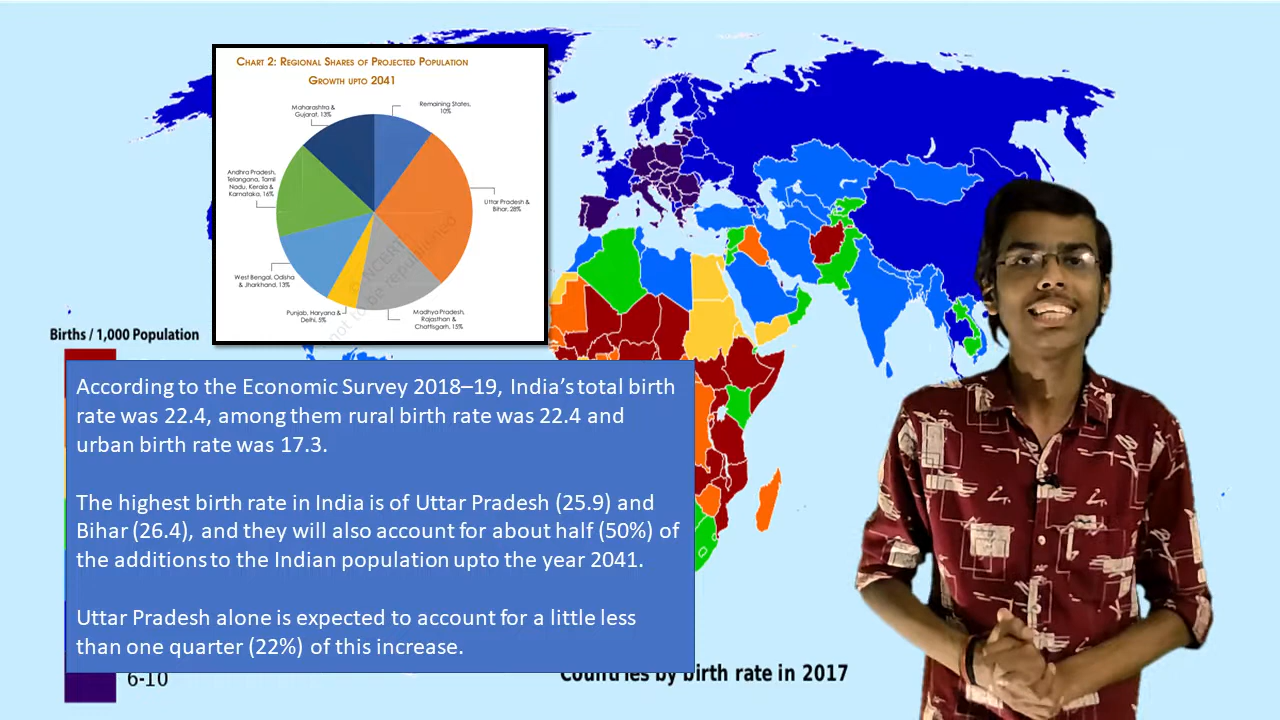 CHART 2: REGIONAL SHARES OF PROJECTED POPULATION
GROWTH UPTO 2041
Maharashtra &
Gujarat, 13%
Remaining States,
10%
Andhra Pradesh,
Telangana, Tamil
Nadu, Kerala &
Karnataka, 16%
Uttar Pradesh &
Bihar, 28%
West Bengal, Odisha
& Jharkhand, 13%
Punjab, Haryana &
Delhi, 5%
Madhya Pradesh,
Rajasthan &
Chattisgarh, 15%
© NCERT
not to be republished
Births / 1,000 Population
According to the Economic Survey 2018–19, India's total birth
rate was 22.4, among them rural birth rate was 22.4 and
urban birth rate was 17.3.
The highest birth rate in India is of Uttar Pradesh (25.9) and
Bihar (26.4), and they will also account for about half (50%) of
the additions to the Indian population upto the year 2041.
Uttar Pradesh alone is expected to account for a little less
than one quarter (22%) of this increase.
6-10
Countries by birth rate in 2017